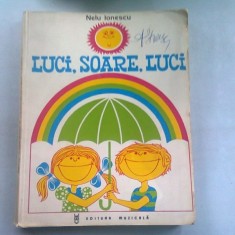 Nelu Ionescu
LUCI, SOARE, LUCI
EDITURA MUZICALĂ